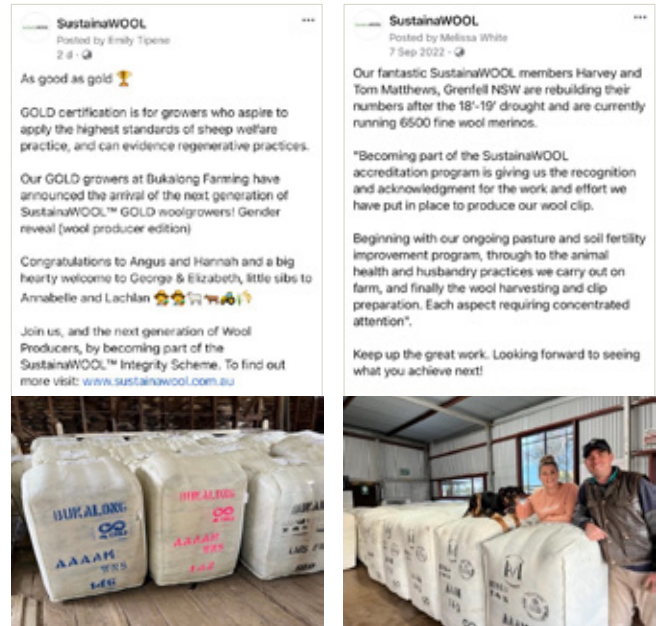 SustainaWOOL
Posted by Emily Tipene
2 d
As good as gold 🏆
GOLD certification is for growers who aspire to
apply the highest standards of sheep welfare
practice, and can evidence regenerative practices.
Our GOLD growers at Bukalong Farming have
announced the arrival of the next generation of
SustainaWOOL™ GOLD woolgrowers! Gender
reveal (wool producer edition)
Congratulations to Angus and Hannah and a big
hearty welcome to George & Elizabeth, little sibs to
Annabelle and Lachlan
Join us, and the next generation of Wool
Producers, by becoming part of the
SustainaWOOL™ Integrity Scheme. To find out
more visit: www.sustainawool.com.au
BUKALONG
AAAAM
BUKALONG
AAAAM
SustainaWOOL
Posted by Melissa White
7 Sep 2022
Our fantastic SustainaWOOL members Harvey and
Tom Matthews, Grenfell NSW are rebuilding their
numbers after the 18'-19' drought and are currently
running 6500 fine wool merinos.
"Becoming part of the SustainaWOOL
accreditation program is giving us the recognition
and acknowledgment for the work and effort we
have put in place to produce our wool clip.
Beginning with our ongoing pasture and soil fertility
improvement program, through to the animal
health and husbandry practices we carry out on
farm, and finally the wool harvesting and clip
preparation. Each aspect requiring concentrated
attention".
Keep up the great work. Looking forward to seeing
what you achieve next!
M
AAAM